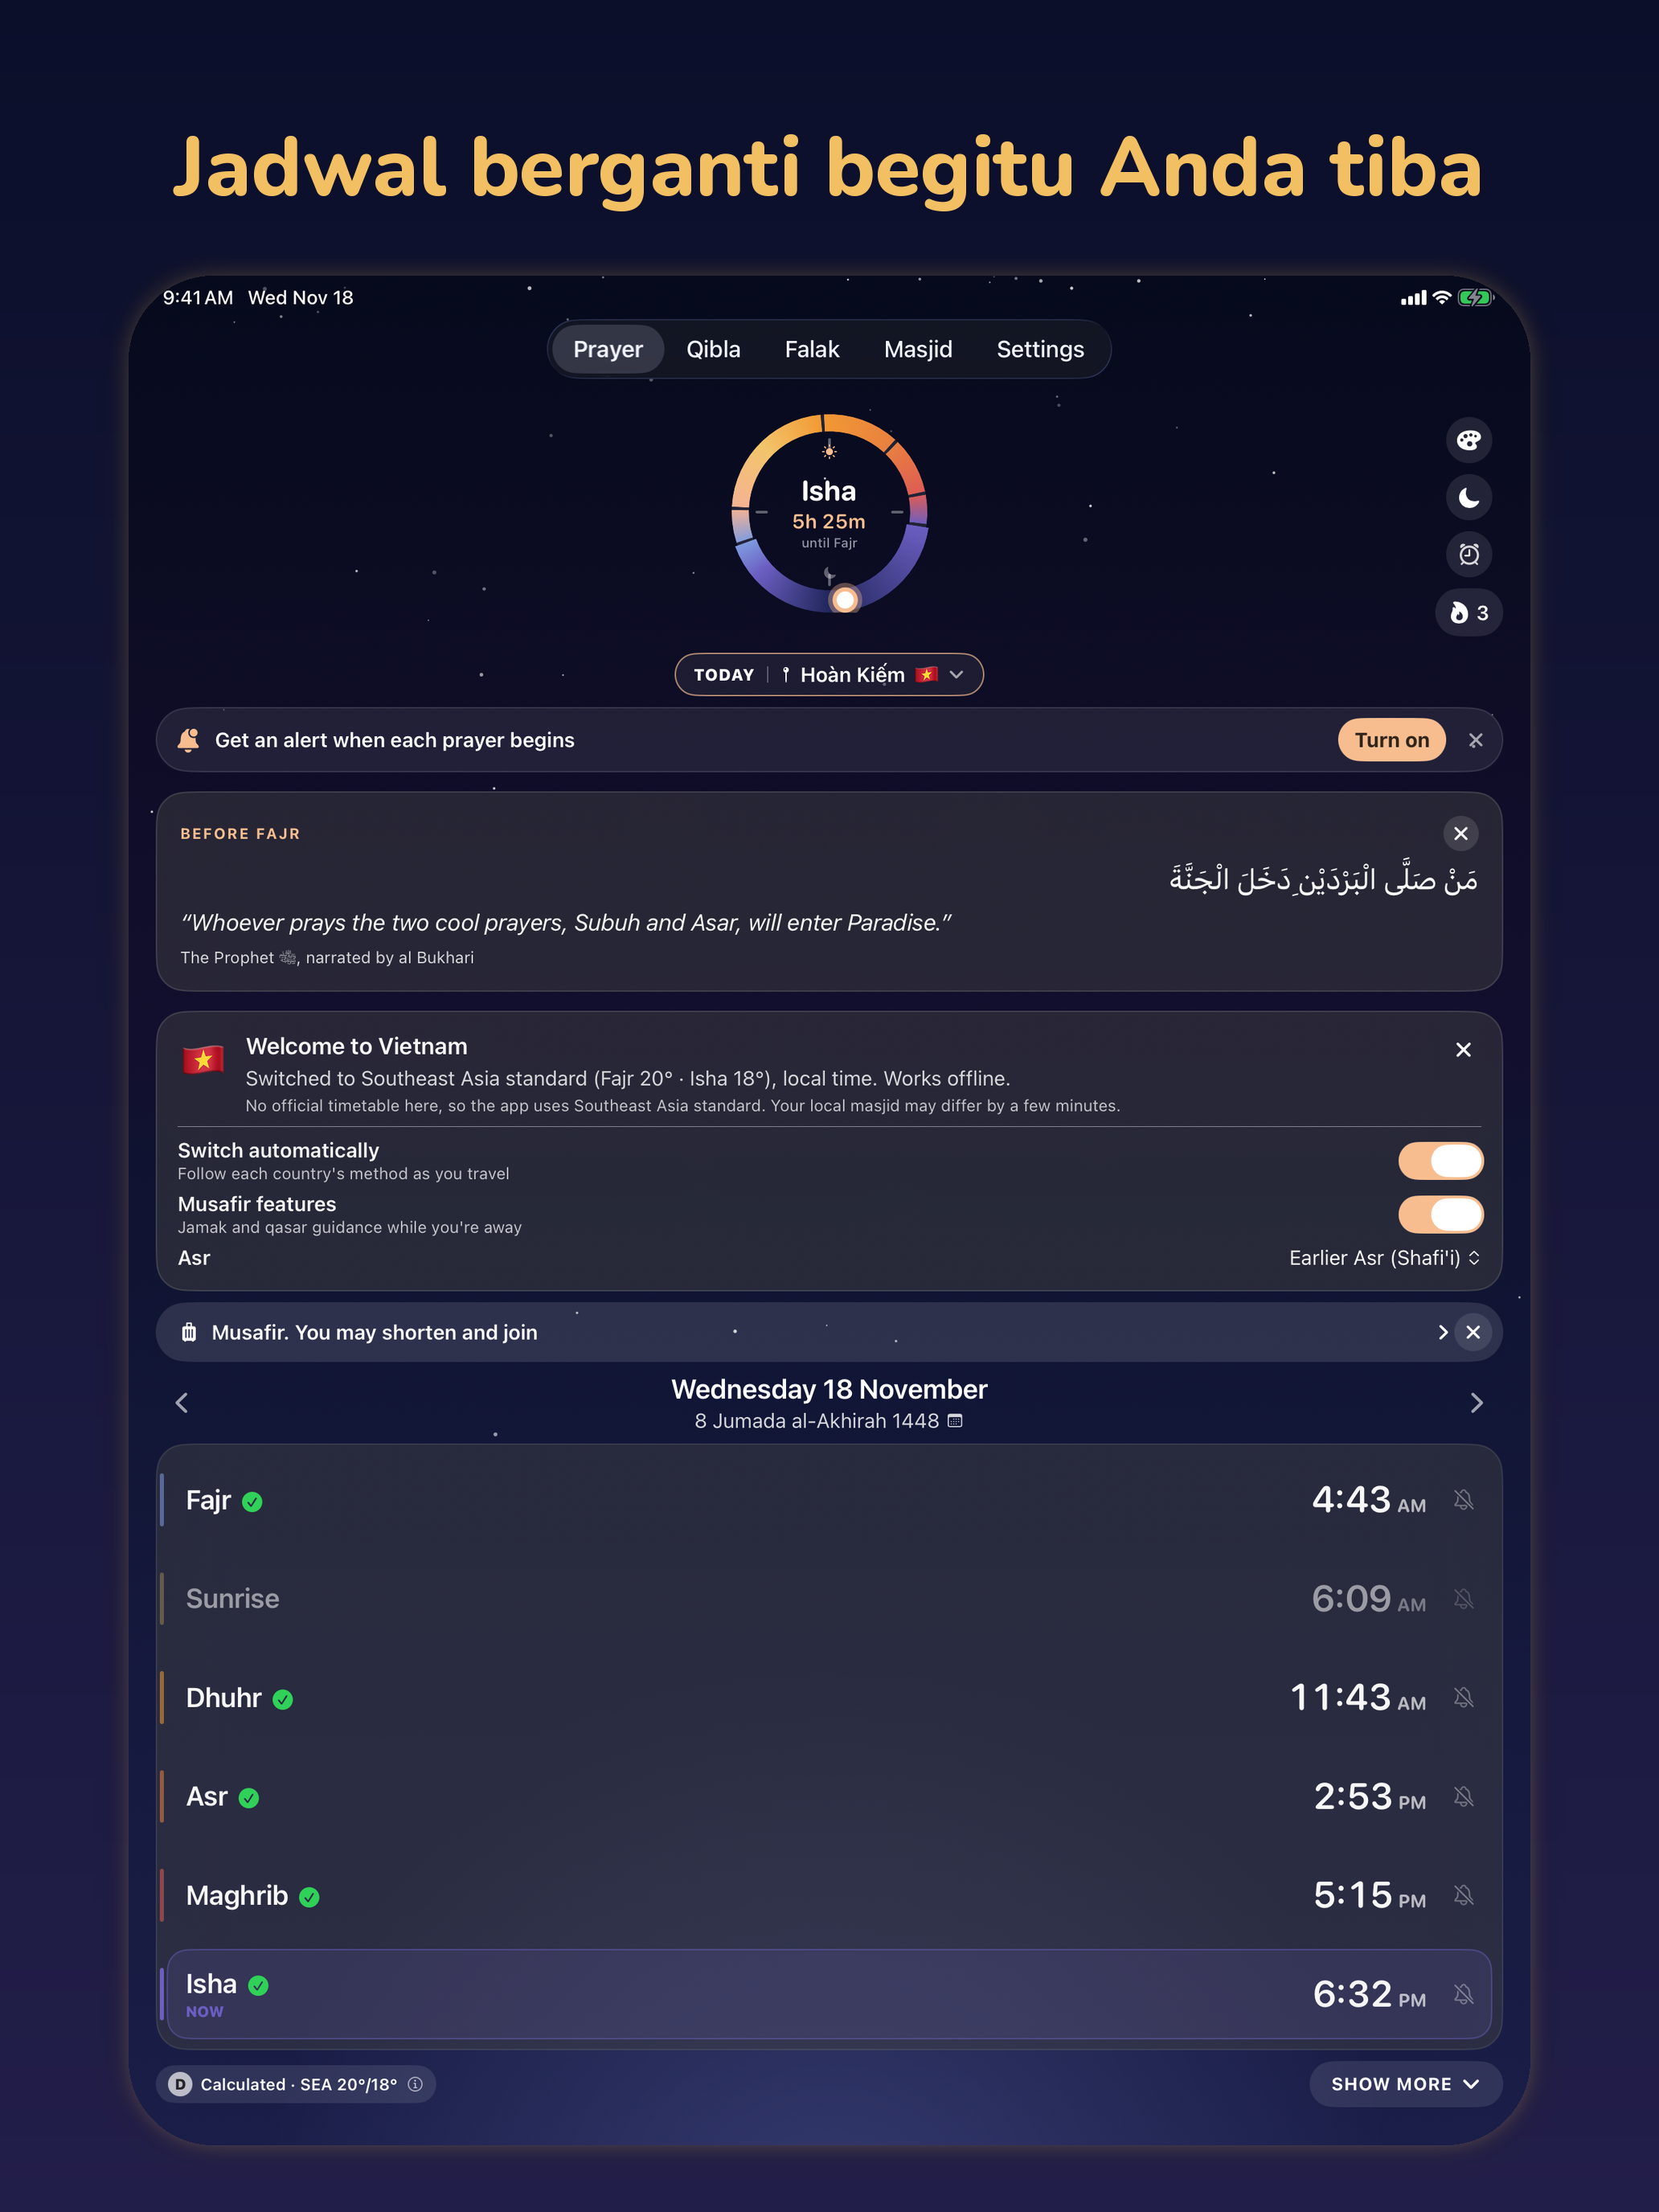 Jadwal berganti begitu Anda tiba
9:41 AM Wed Nov 18
Prayer Qibla Falak Masjid Settings
Isha
5h 25m
until Fajr
3
TODAY Hoàn Kiếm
Get an alert when each prayer begins Turn on
BEFORE FAJR
مَنْ صَلَّى الْبَرْدَيْنِ دَخَلَ الْجَنَّةَ
“Whoever prays the two cool prayers, Subuh and Asar, will enter Paradise.”
The Prophet ﷺ, narrated by al Bukhari
Welcome to Vietnam
Switched to Southeast Asia standard (Fajr 20° · Isha 18°), local time. Works offline.
No official timetable here, so the app uses Southeast Asia standard. Your local masjid may differ by a few minutes.
Switch automatically
Follow each country's method as you travel
Musafir features
Jamak and qasar guidance while you're away
Asr Earlier Asr (Shafi'i)
Musafir. You may shorten and join
Wednesday 18 November
8 Jumada al-Akhirah 1448
Fajr 4:43 AM
Sunrise 6:09 AM
Dhuhr 11:43 AM
Asr 2:53 PM
Maghrib 5:15 PM
Isha 6:32 PM
NOW
D Calculated · SEA 20°/18° SHOW MORE